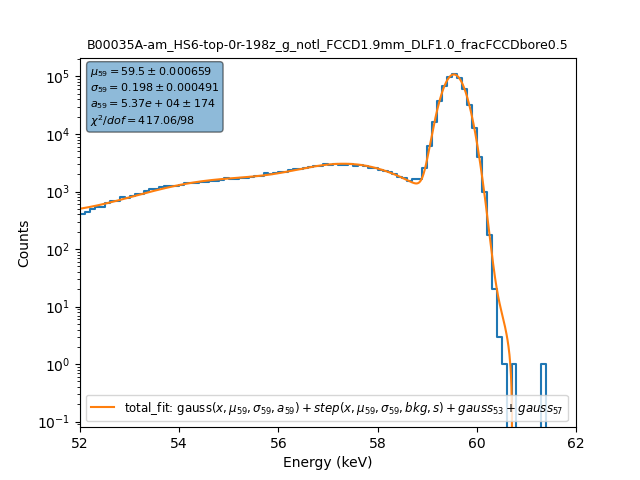 B00035A-am_HS6-top-0r-198z_g_notl_FCCD1.9mm_DLF1.0_fracFCCDbore0.5
μ₅₉ = 59.5 ± 0.000659
σ₅₉ = 0.198 ± 0.000491
a₅₉ = 5.37e + 04 ± 174
χ²/dof = 417.06/98
Counts
10⁵
10⁴
10³
10²
10¹
10⁰
10⁻¹
total_fit: gauss(x, μ₅₉, σ₅₉, a₅₉) + step(x, μ₅₉, σ₅₉, bkg, s) + gauss₅₃ + gauss₅₇
52 54 56 58 60 62
Energy (keV)